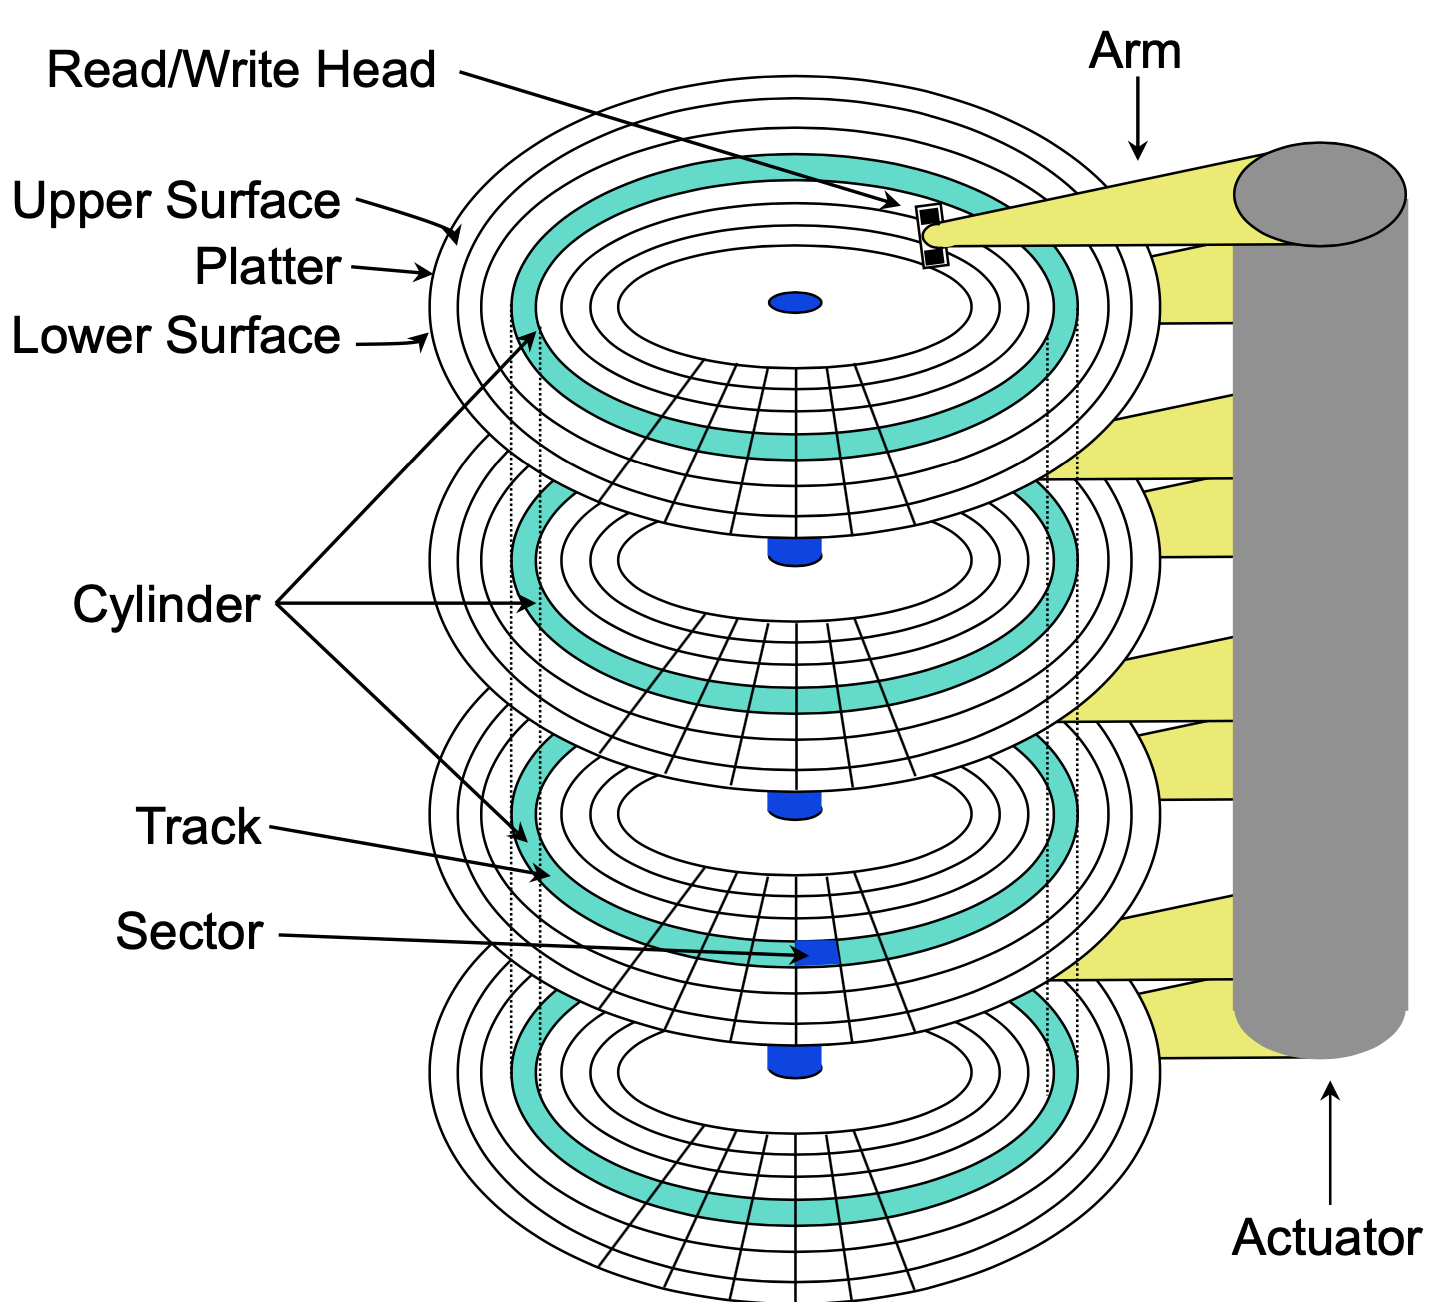 Arm
Read/Write Head
Upper Surface
Platter
Lower Surface
Cylinder
Track
Sector
Actuator